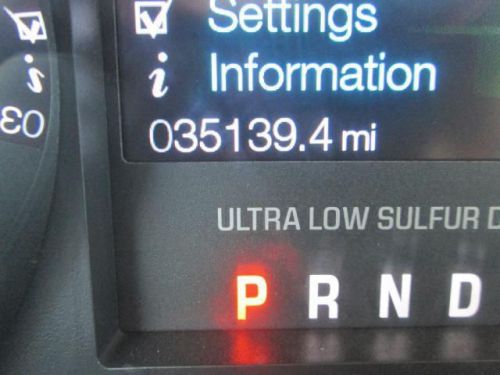 Settings
i Information
035139.4 mi
ULTRA LOW SULFUR D
P R N D